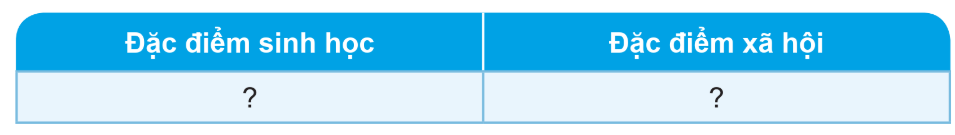 Đặc điểm sinh học
Đặc điểm xã hội
?
?